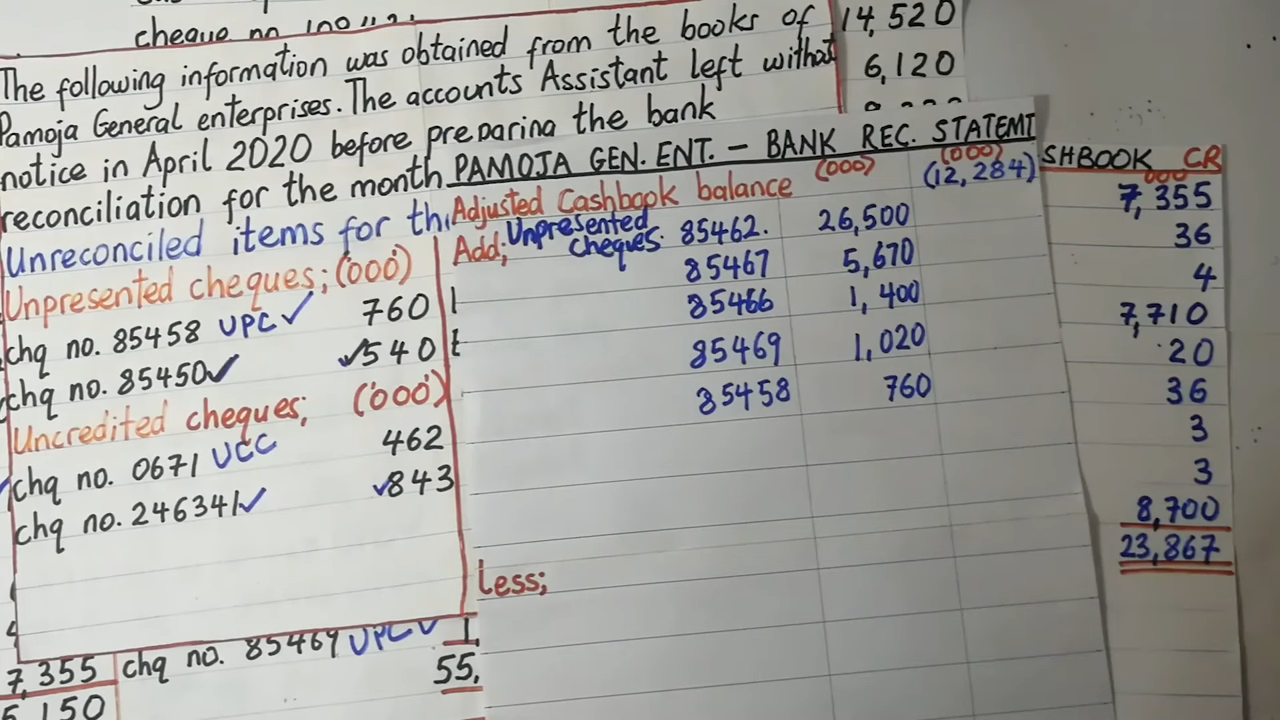 cheque no.
The following information was obtained from the books of
Pamoja General enterprises. The accounts Assistant left without
notice in April 2020 before preparing the bank
reconciliation for the month
Unreconciled items for th
Unpresented cheques; (000)
chq no. 85458 UPC ✓ 760
chq no. 85450 ✓ ✓540
Uncredited cheques; (000)
chq no. 0671 UCC 462
chq no. 246341 ✓ ✓843
chq no. 85469 UPC ✓ 1,
55,
7,355
5,150
14,520
6,120
PAMOJA GEN. ENT. - BANK REC. STATEMT
(000) (000)
Adjusted Cashbook balance (12,284)
Add; Unpresented cheques: 85462. 26,500
85467 5,670
85466 1,400
85469 1,020
85458 760
Less;
SHBOOK CR
000
7,355
36
4
7,710
20
36
3
3
8,700
23,867